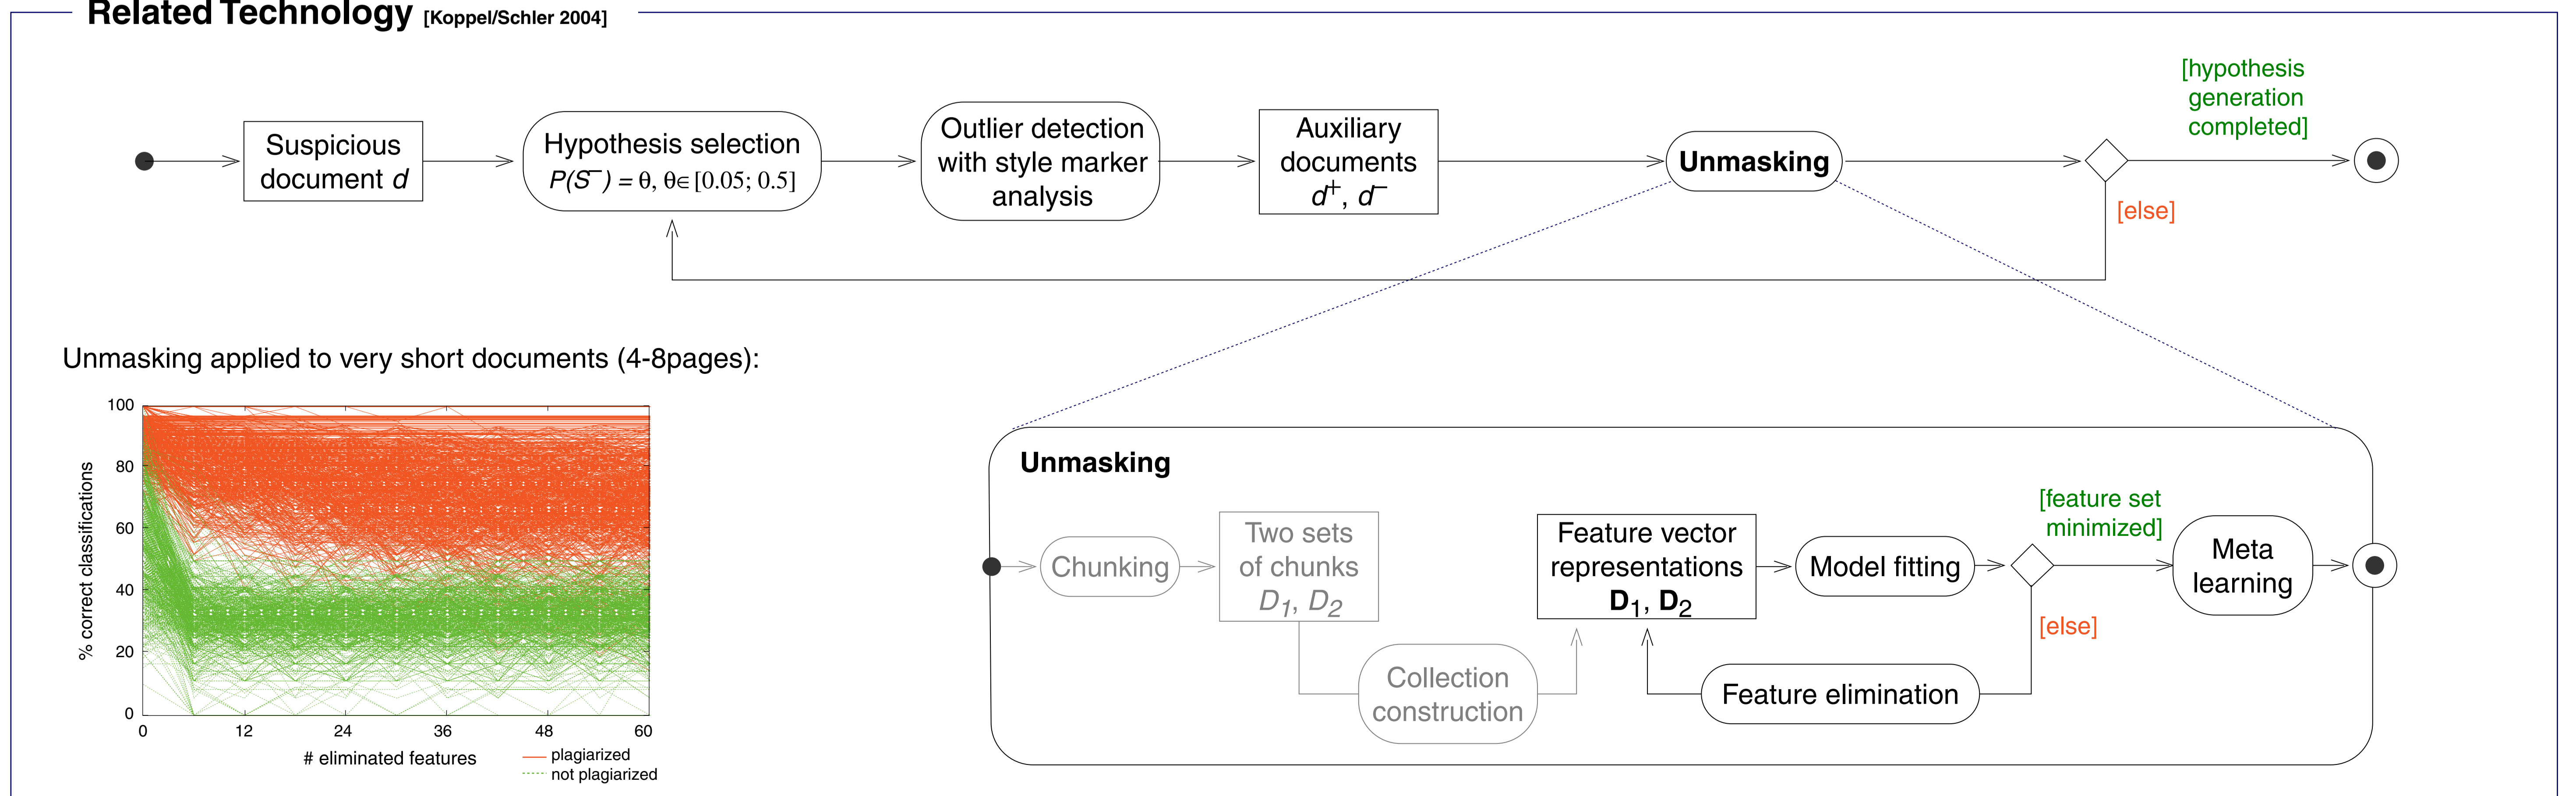 Related Technology [Koppel/Schler 2004]
[hypothesis
generation
completed]
Suspicious
document d
Hypothesis selection
P(S⁻) = θ, θ∈[0.05; 0.5]
Outlier detection
with style marker
analysis
Auxiliary
documents
d⁺, d⁻
Unmasking
[else]
Unmasking applied to very short documents (4-8pages):
100
80
60
40
20
0
% correct classifications
0 12 24 36 48 60
# eliminated features
plagiarized
not plagiarized
Unmasking
Chunking
Two sets
of chunks
D₁, D₂
Collection
construction
Feature vector
representations
D₁, D₂
Model fitting
[feature set
minimized]
[else]
Feature elimination
Meta
learning